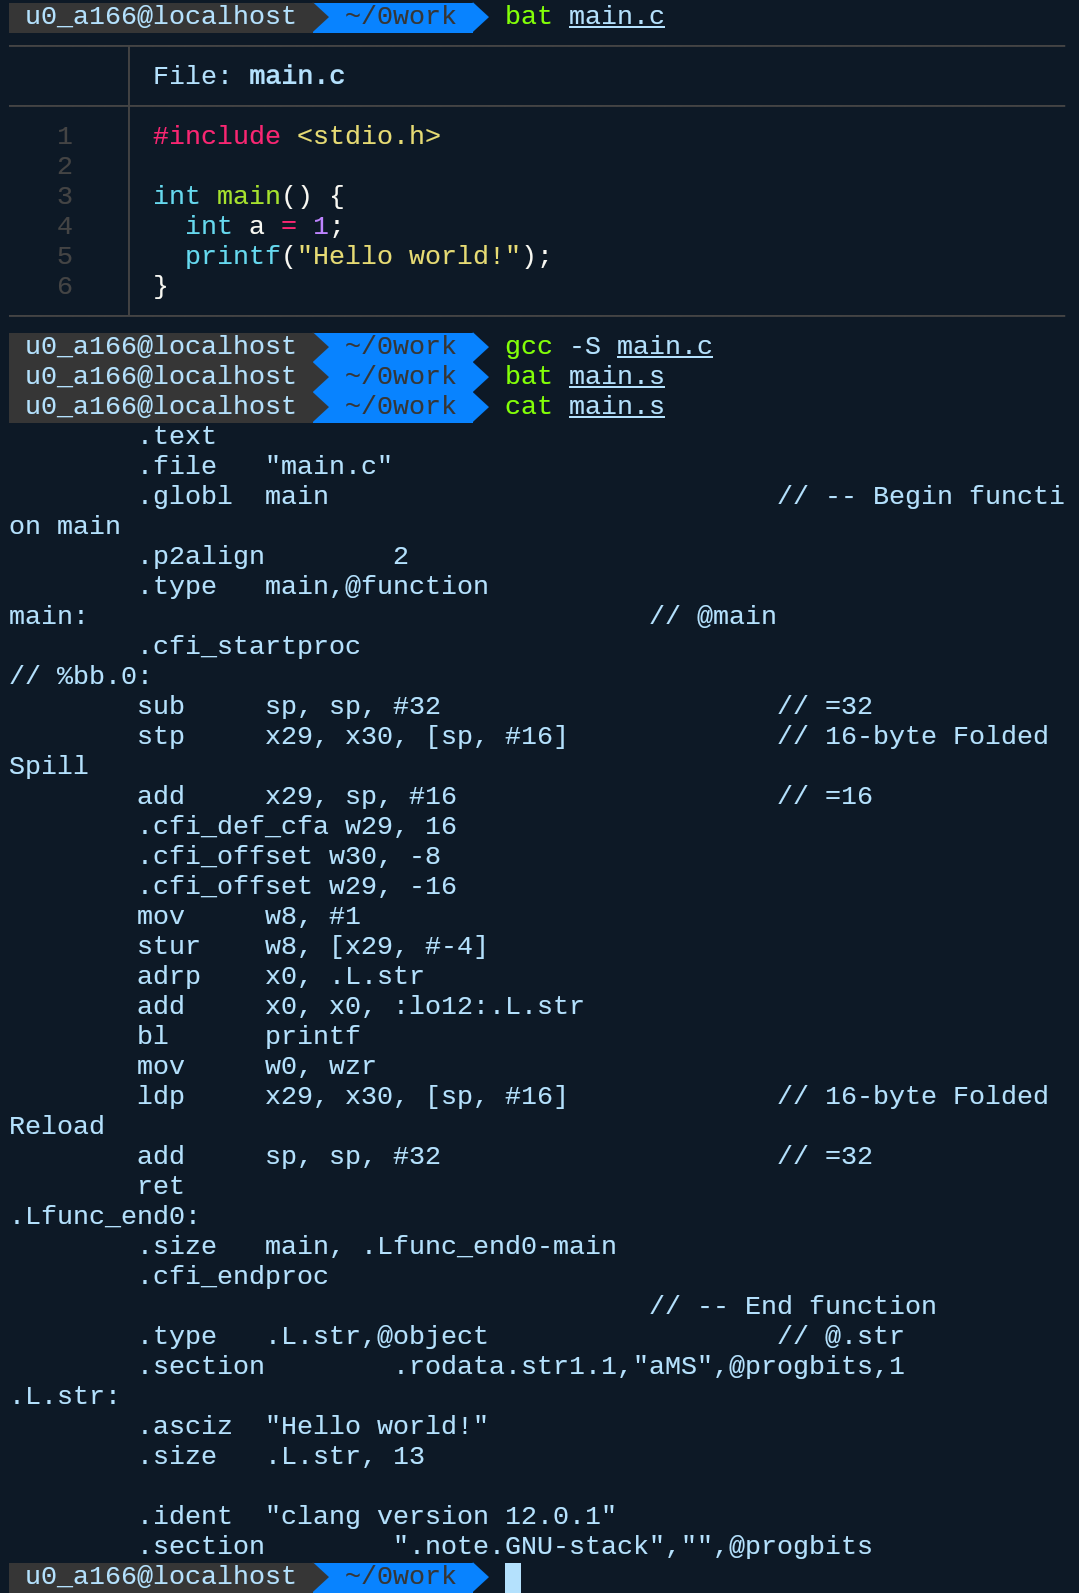 u0_a166@localhost ~/0work bat main.c
File: main.c
1 #include <stdio.h>
2
3 int main() {
4   int a = 1;
5   printf("Hello world!");
6 }
u0_a166@localhost ~/0work gcc -S main.c
u0_a166@localhost ~/0work bat main.s
u0_a166@localhost ~/0work cat main.s
        .text
        .file   "main.c"
        .globl  main                            // -- Begin functi
on main
        .p2align        2
        .type   main,@function
main:                                   // @main
        .cfi_startproc
// %bb.0:
        sub     sp, sp, #32                     // =32
        stp     x29, x30, [sp, #16]             // 16-byte Folded
Spill
        add     x29, sp, #16                    // =16
        .cfi_def_cfa w29, 16
        .cfi_offset w30, -8
        .cfi_offset w29, -16
        mov     w8, #1
        stur    w8, [x29, #-4]
        adrp    x0, .L.str
        add     x0, x0, :lo12:.L.str
        bl      printf
        mov     w0, wzr
        ldp     x29, x30, [sp, #16]             // 16-byte Folded
Reload
        add     sp, sp, #32                     // =32
        ret
.Lfunc_end0:
        .size   main, .Lfunc_end0-main
        .cfi_endproc
                                        // -- End function
        .type   .L.str,@object                  // @.str
        .section        .rodata.str1.1,"aMS",@progbits,1
.L.str:
        .asciz  "Hello world!"
        .size   .L.str, 13

        .ident  "clang version 12.0.1"
        .section        ".note.GNU-stack","",@progbits
u0_a166@localhost ~/0work